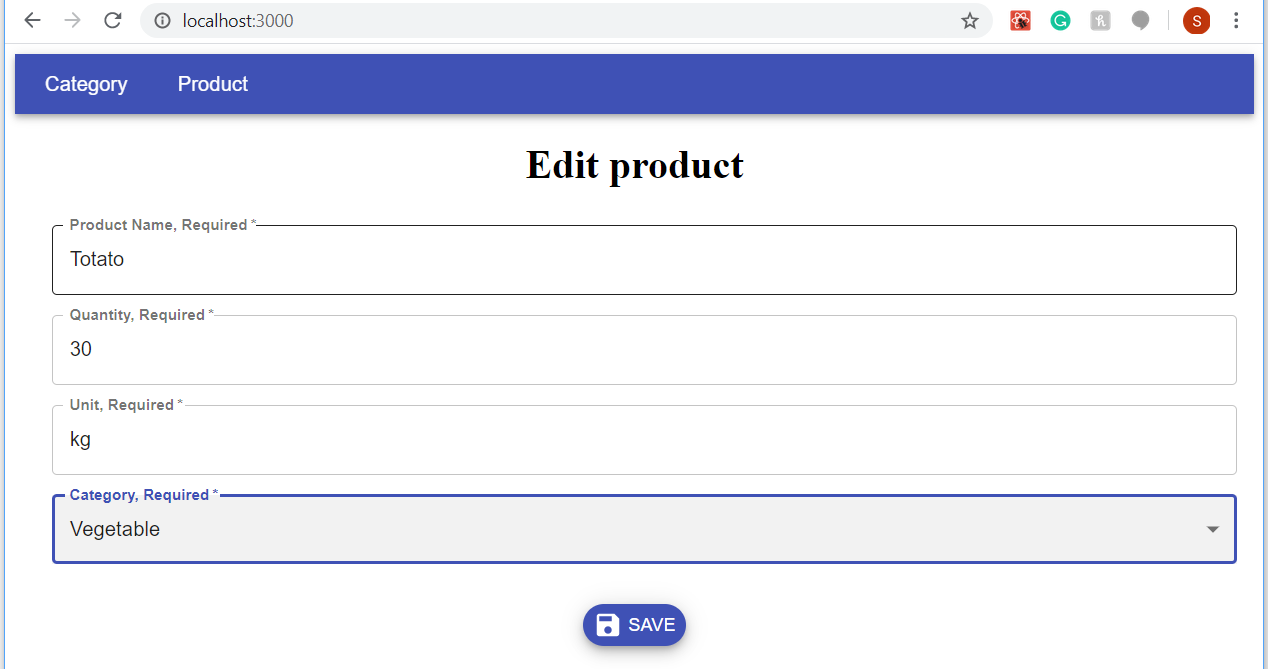 localhost:3000
S
Category Product
Edit product
Product Name, Required *
Totato
Quantity, Required *
30
Unit, Required *
kg
Category, Required *
Vegetable
SAVE